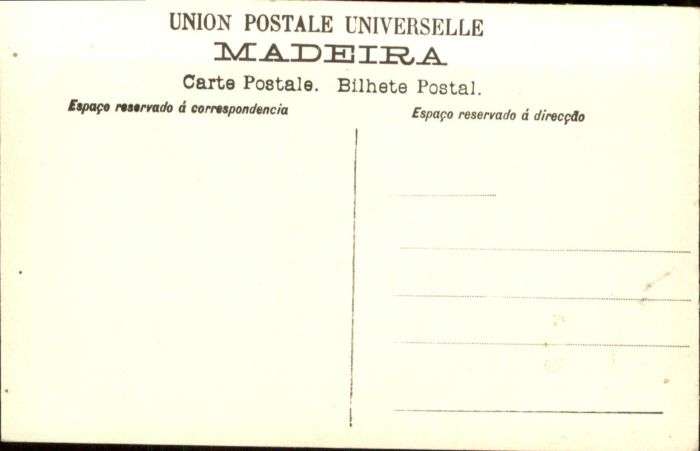 UNION POSTALE UNIVERSELLE
MADEIRA
Carte Postale. Bilhete Postal.
Espaço reservado á correspondencia
Espaço reservado á direcção